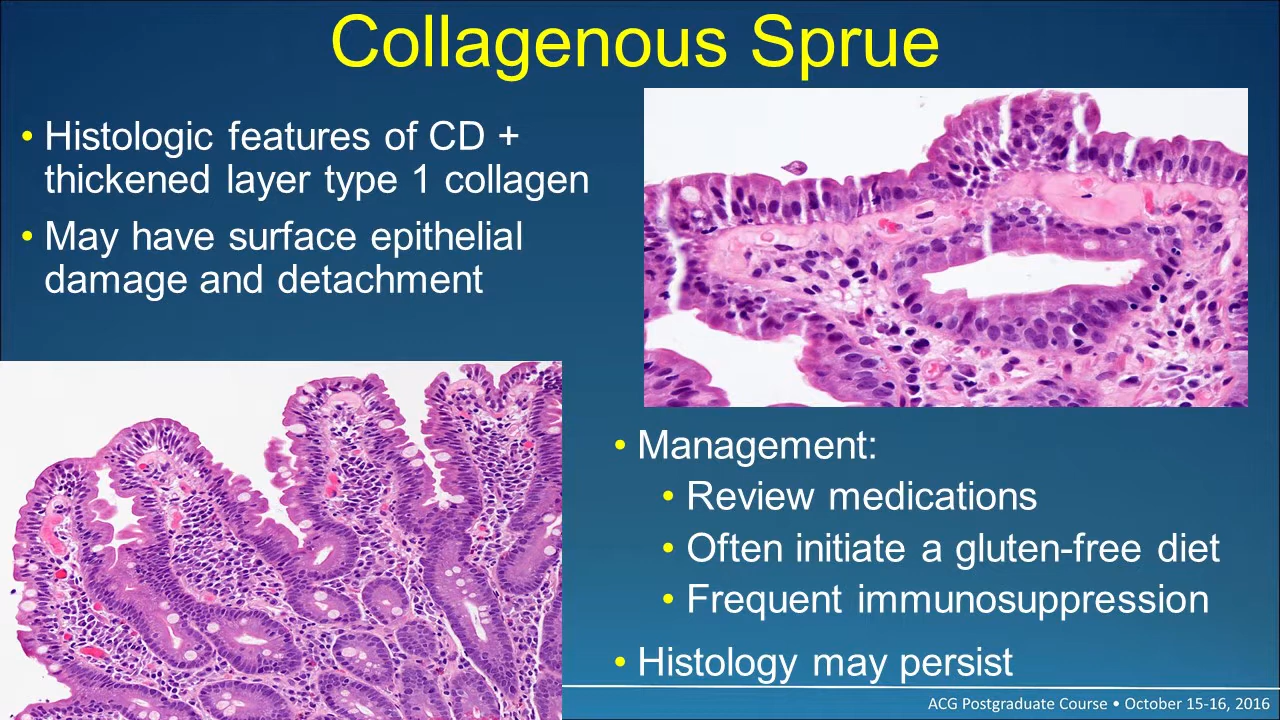 Collagenous Sprue
• Histologic features of CD +
thickened layer type 1 collagen
• May have surface epithelial
damage and detachment
• Management:
• Review medications
• Often initiate a gluten-free diet
• Frequent immunosuppression
• Histology may persist
ACG Postgraduate Course • October 15-16, 2016